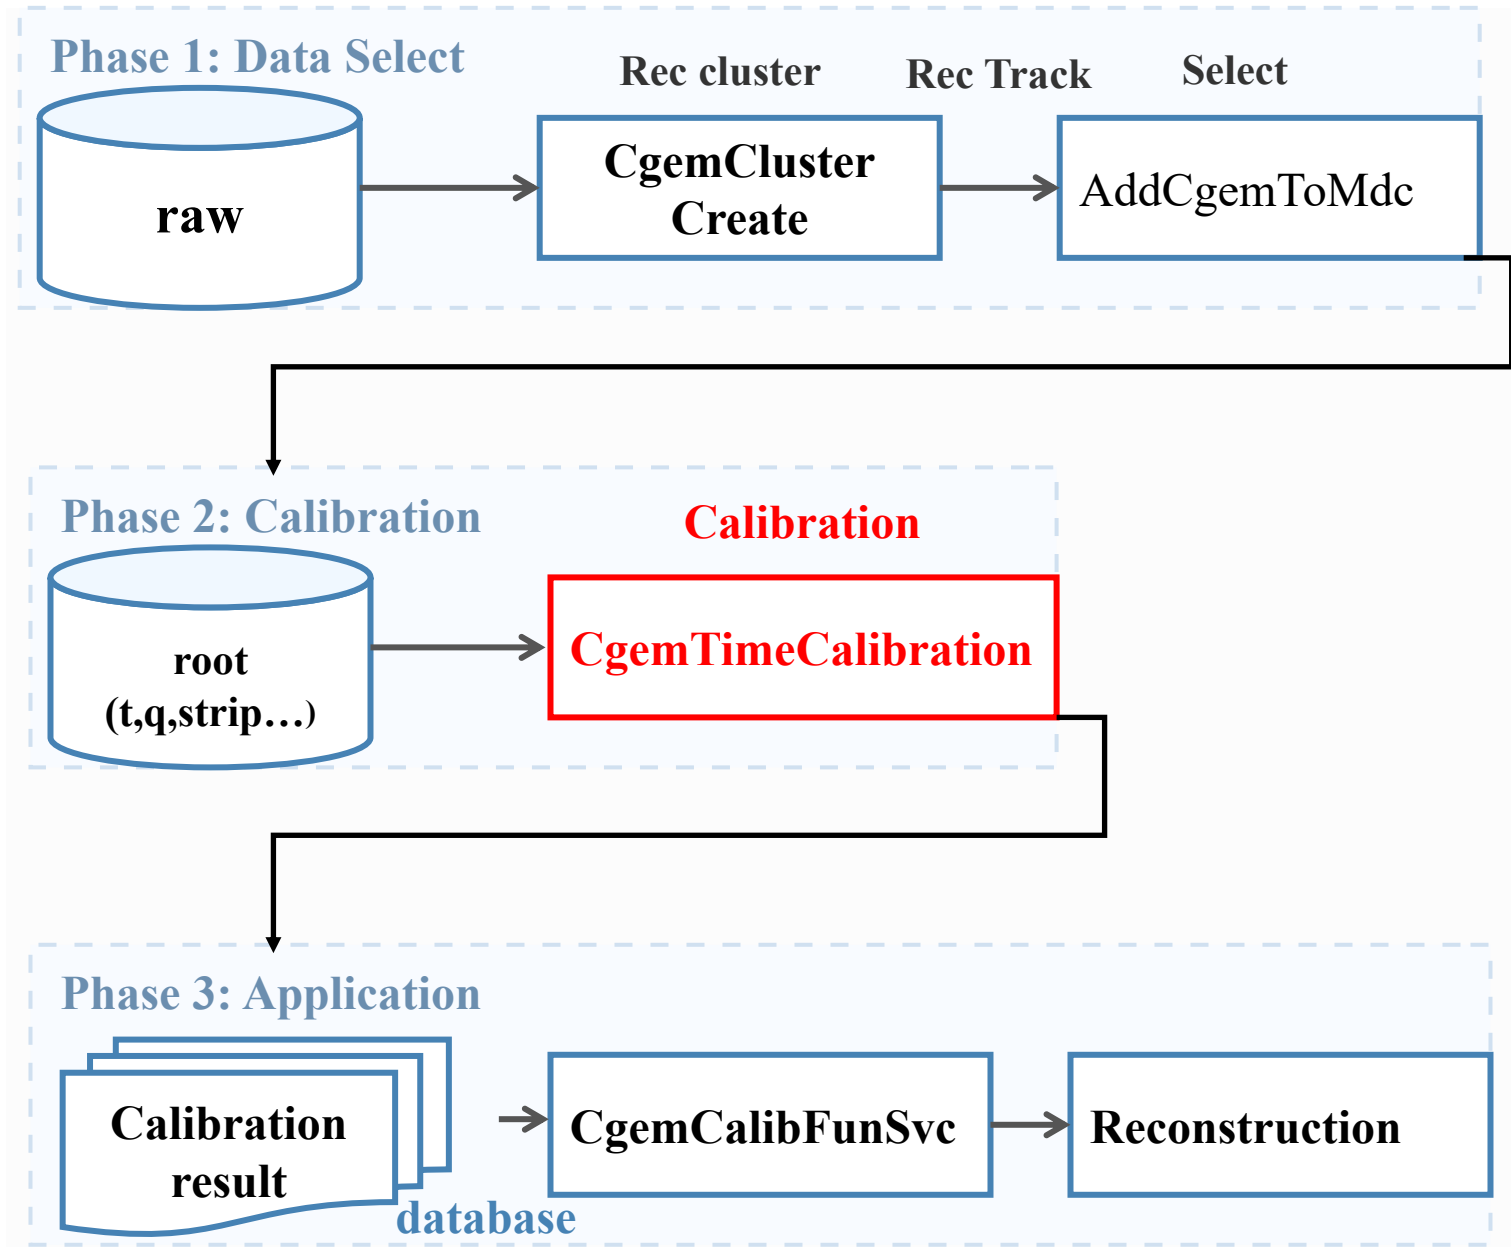 Phase 1: Data Select
Rec cluster
Rec Track
Select
raw
CgemCluster
Create
AddCgemToMdc
Phase 2: Calibration
Calibration
root
(t,q,strip…)
CgemTimeCalibration
Phase 3: Application
Calibration
result
database
CgemCalibFunSvc
Reconstruction